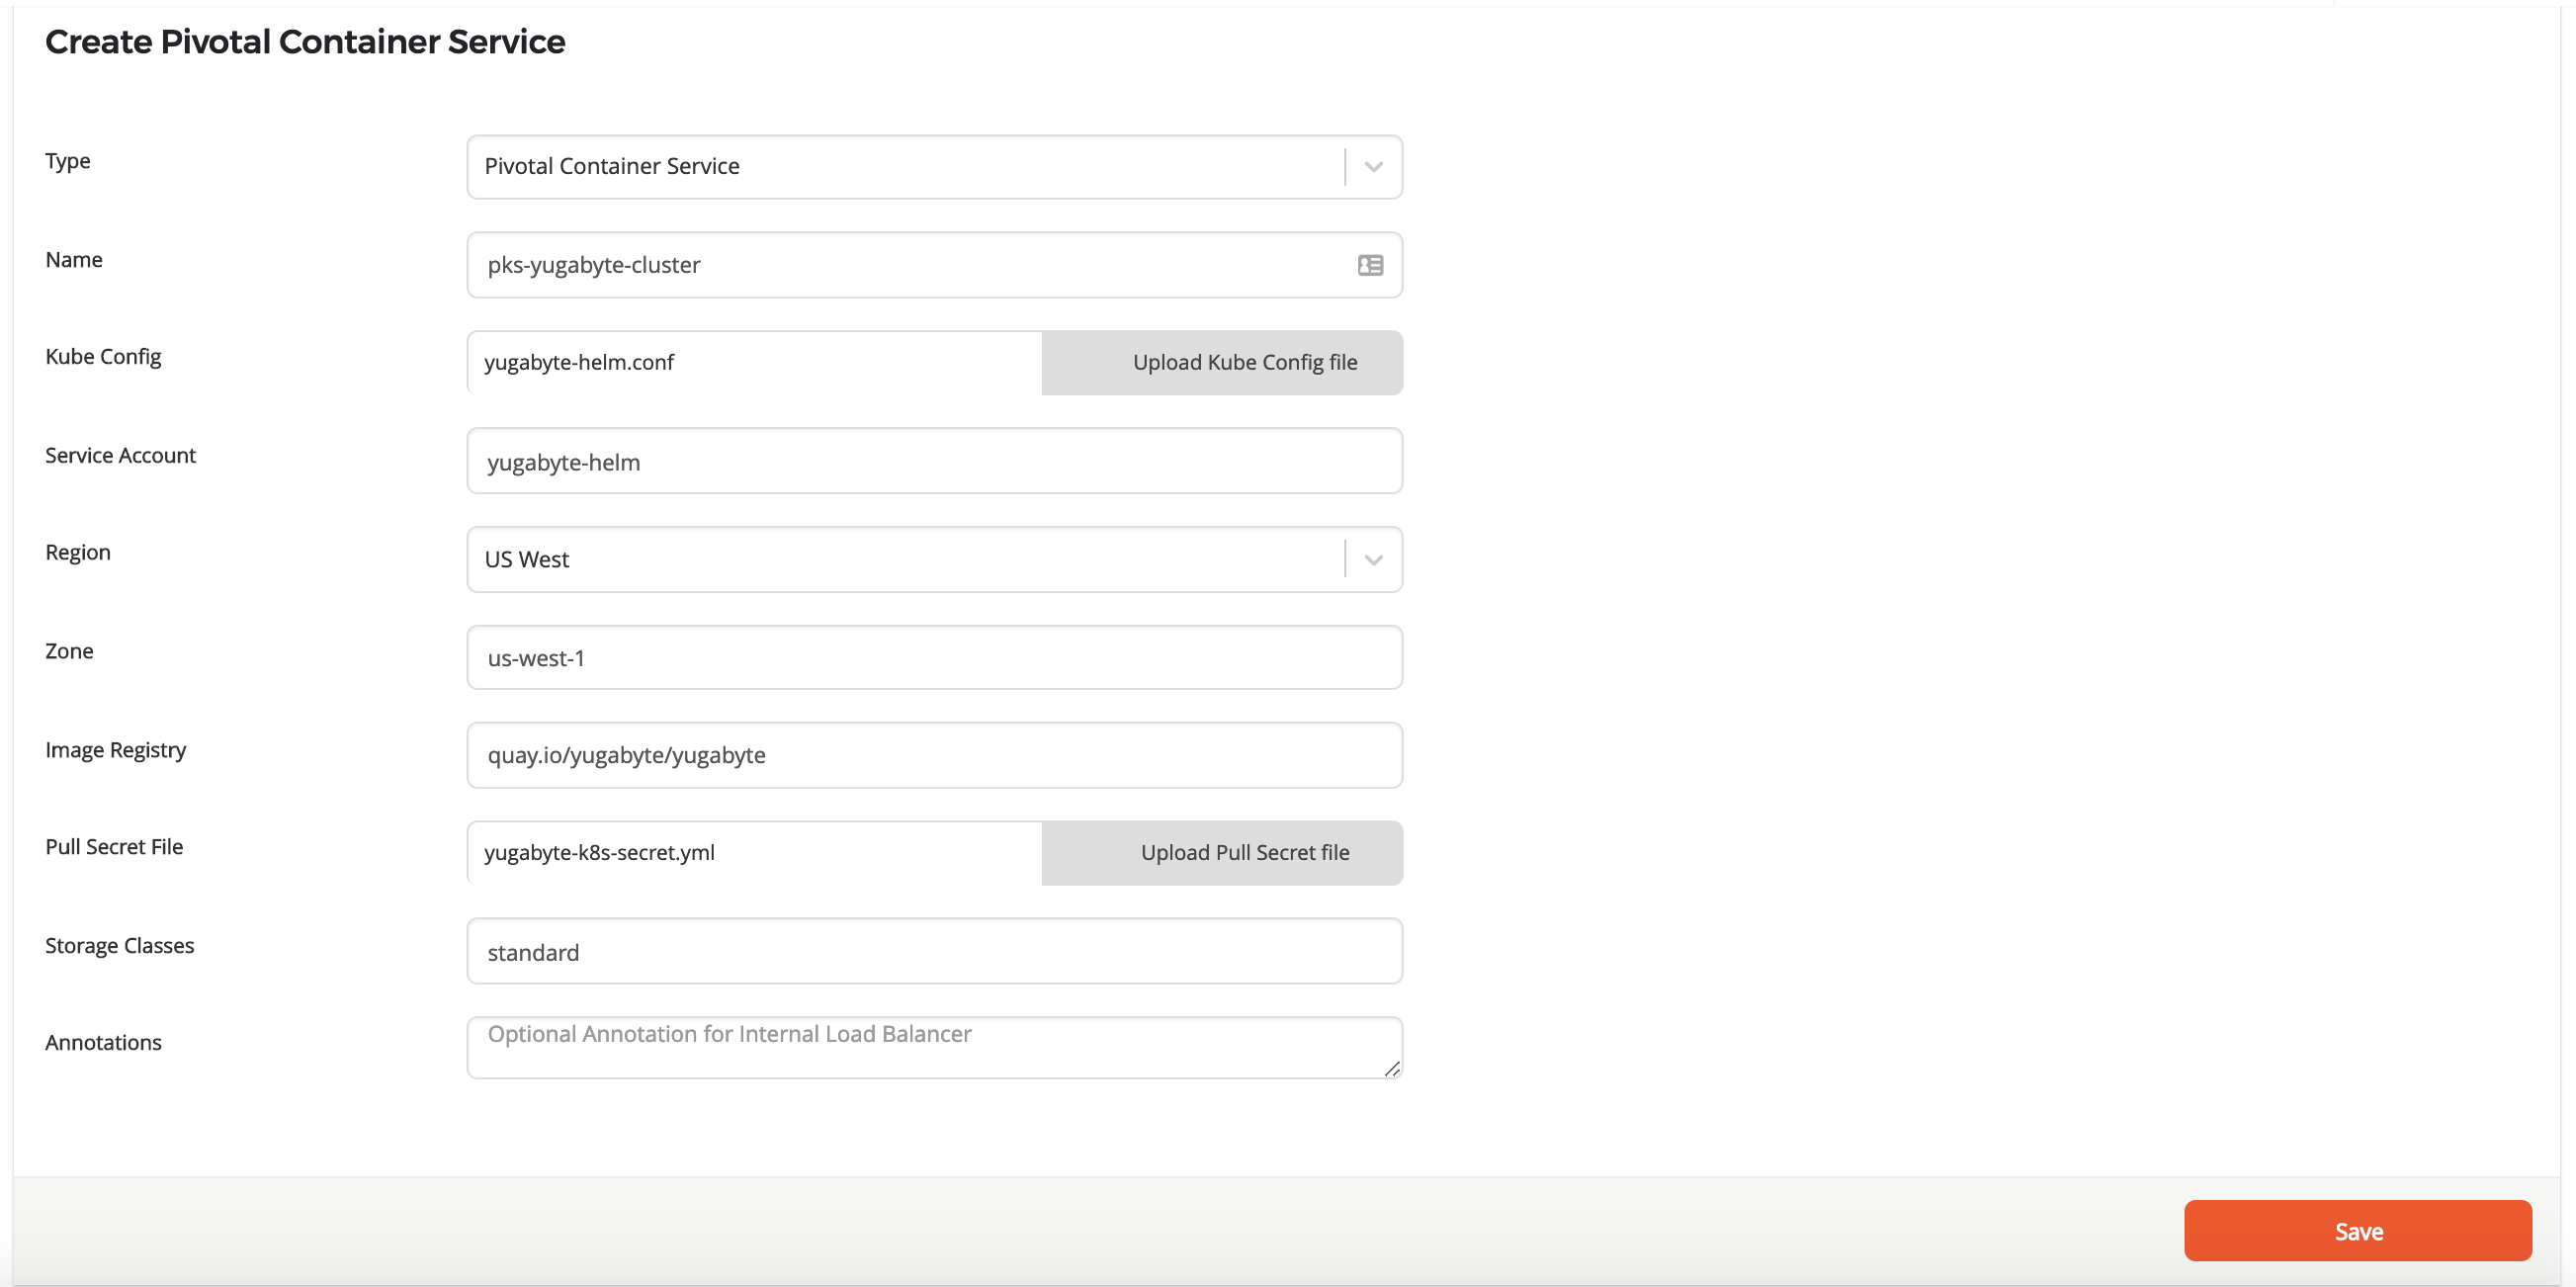 Create Pivotal Container Service
Type
Pivotal Container Service
Name
pks-yugabyte-cluster
Kube Config
yugabyte-helm.conf
Upload Kube Config file
Service Account
yugabyte-helm
Region
US West
Zone
us-west-1
Image Registry
quay.io/yugabyte/yugabyte
Pull Secret File
yugabyte-k8s-secret.yml
Upload Pull Secret file
Storage Classes
standard
Annotations
Optional Annotation for Internal Load Balancer
Save